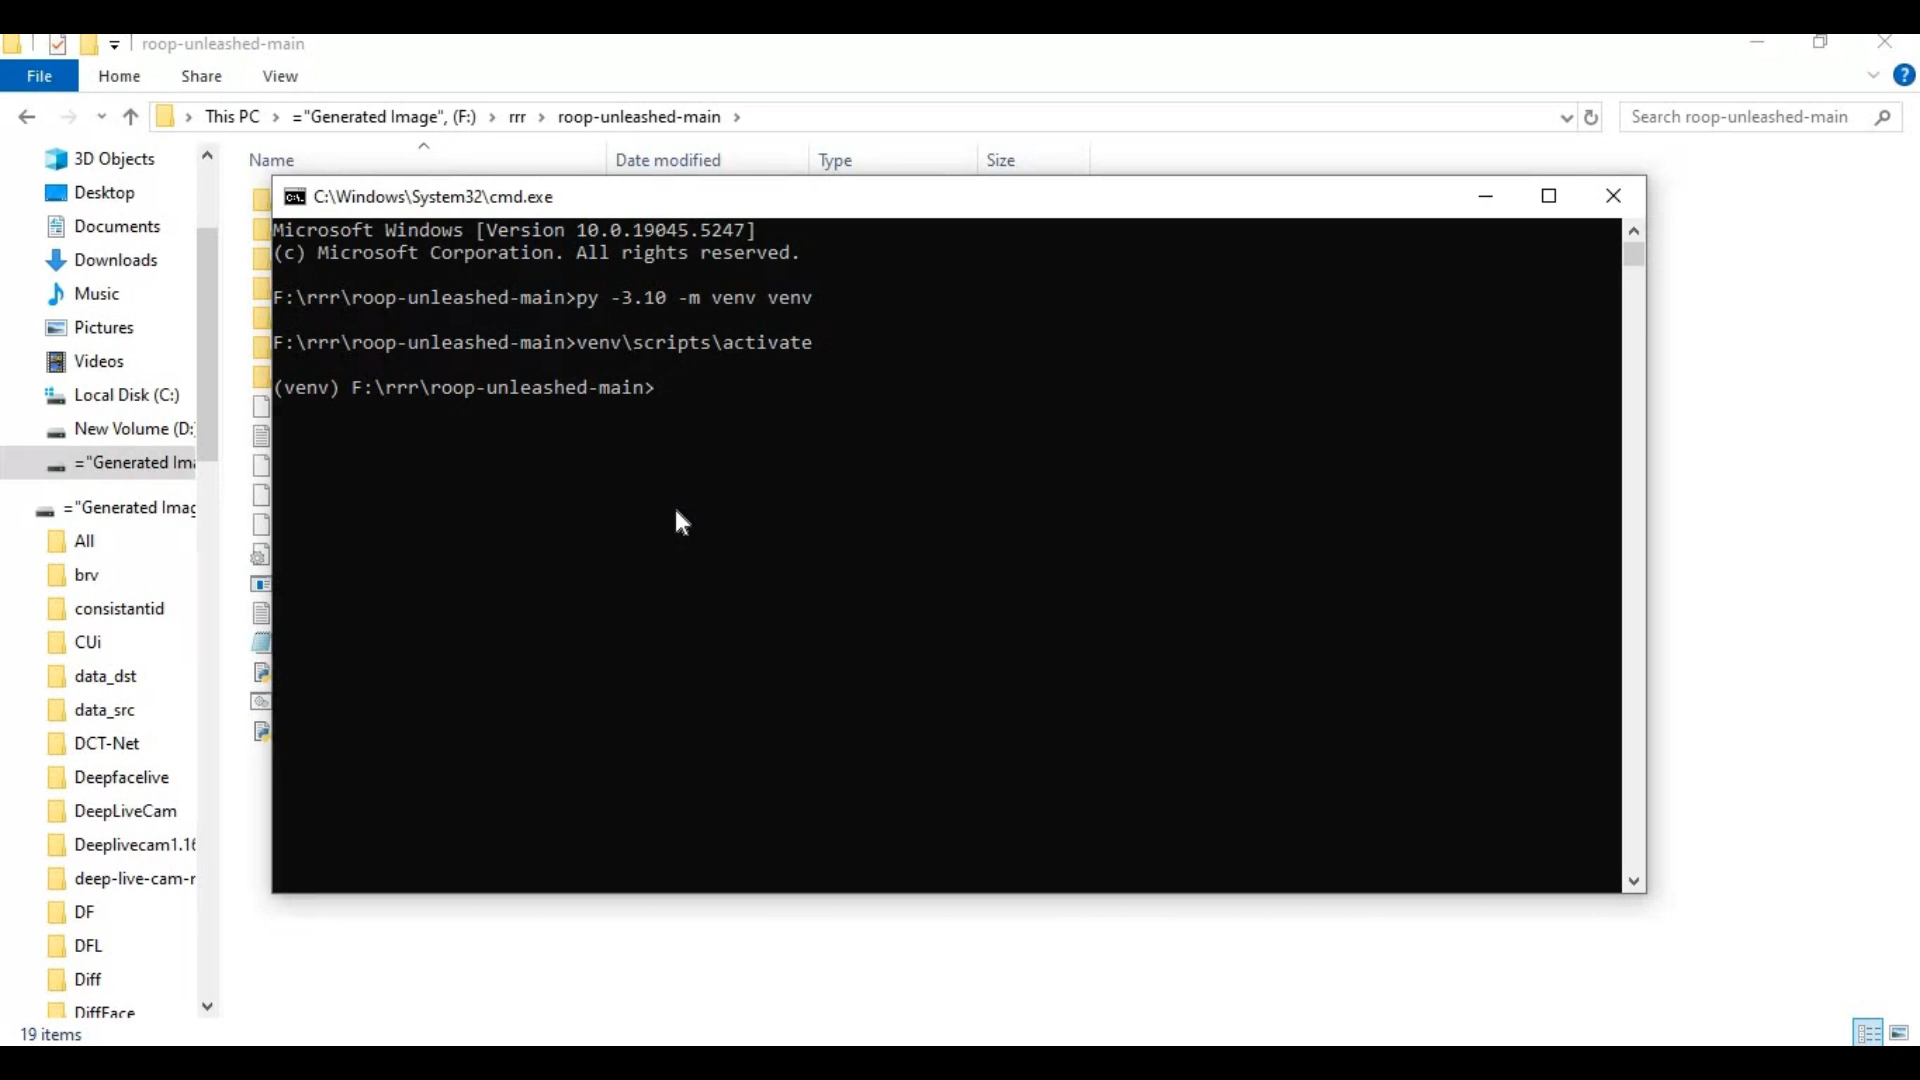 roop-unleashed-main
File Home Share View
This PC > ="Generated Image", (F:) > rrr > roop-unleashed-main >
Search roop-unleashed-main
Name Date modified Type Size
3D Objects
Desktop
Documents
Downloads
Music
Pictures
Videos
Local Disk (C:)
New Volume (D:
="Generated Ima
="Generated Imag
All
brv
consistantid
CUi
data_dst
data_src
DCT-Net
Deepfacelive
DeepLiveCam
Deeplivecam1.16
deep-live-cam-r
DF
DFL
Diff
DiffFace
19 items
C:\Windows\System32\cmd.exe
Microsoft Windows [Version 10.0.19045.5247]
(c) Microsoft Corporation. All rights reserved.
F:\rrr\roop-unleashed-main>py -3.10 -m venv venv
F:\rrr\roop-unleashed-main>venv\scripts\activate
(venv) F:\rrr\roop-unleashed-main>